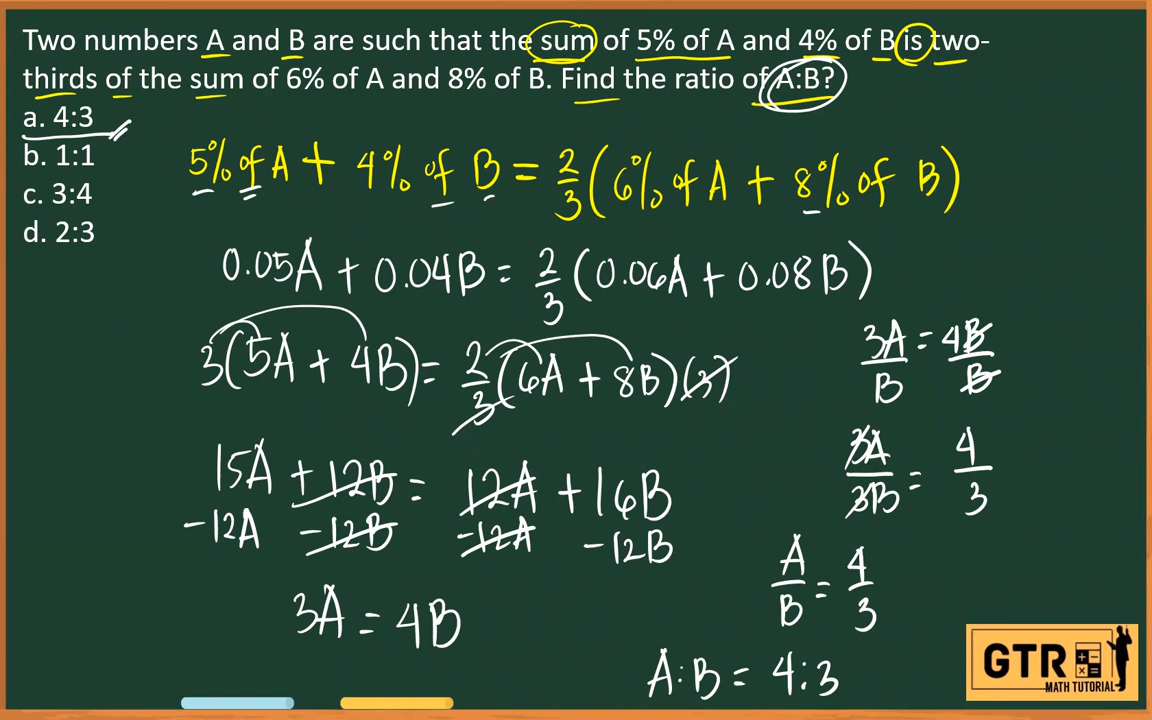 Two numbers A and B are such that the sum of 5% of A and 4% of B is two-
thirds of the sum of 6% of A and 8% of B. Find the ratio of A:B?
a. 4:3
b. 1:1
c. 3:4
d. 2:3
5% of A + 4% of B = 2/3 (6% of A + 8% of B)
0.05A + 0.04B = 2/3 (0.06A + 0.08B)
3(5A + 4B) = 2/3 (6A + 8B)(3)
15A + 12B = 12A + 16B
-12A -12B -12A -12B
3A = 4B
3A/B = 4B/B
3A/3B = 4/3
A/B = 4/3
A:B = 4:3
GTR
MATH TUTORIAL